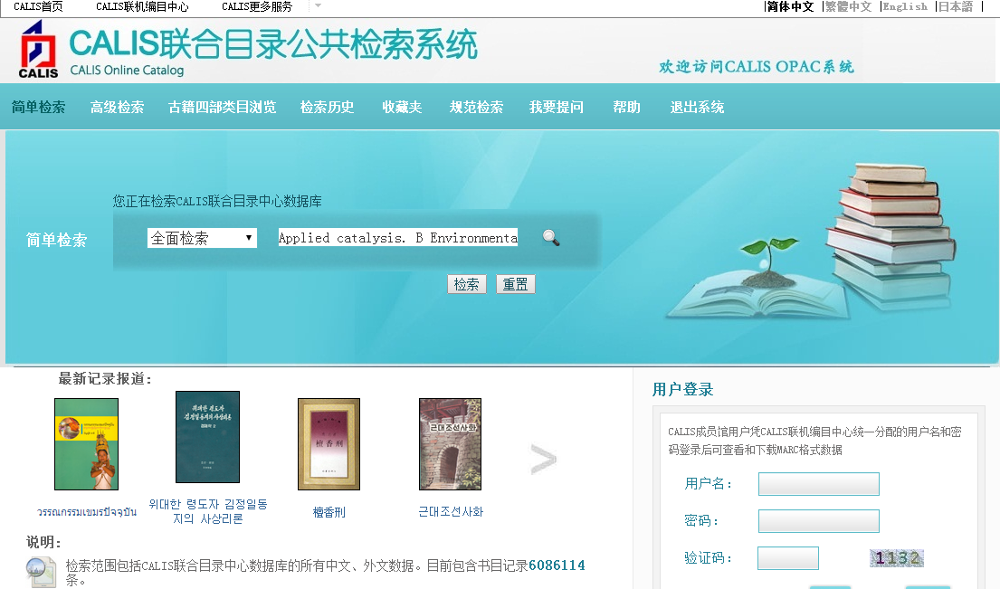 CALIS首页 CALIS联机编目中心 CALIS更多服务
|简体中文 |繁體中文 |English |日本語 |
CALIS
CALIS联合目录公共检索系统
CALIS Online Catalog
欢迎访问CALIS OPAC系统
简单检索 高级检索 古籍四部类目浏览 检索历史 收藏夹 规范检索 我要提问 帮助 退出系统
您正在检索CALIS联合目录中心数据库
简单检索 全面检索 Applied catalysis. B Environmenta
检索 重置
最新记录报道:
위대한 령도자
김정일동지의사상리론
檀香刑
근대조선사화
วรรณกรรมเขมรปัจจุบัน
위대한 령도자 김정일동
지의 사상리론
檀香刑
근대조선사화
说明:
检索范围包括CALIS联合目录中心数据库的所有中文、外文数据。目前包含书目记录6086114
条。
用户登录
CALIS成员馆用户凭CALIS联机编目中心统一分配的用户名和密
码登录后可查看和下载MARC格式数据
用户名:
密码:
验证码: 1132